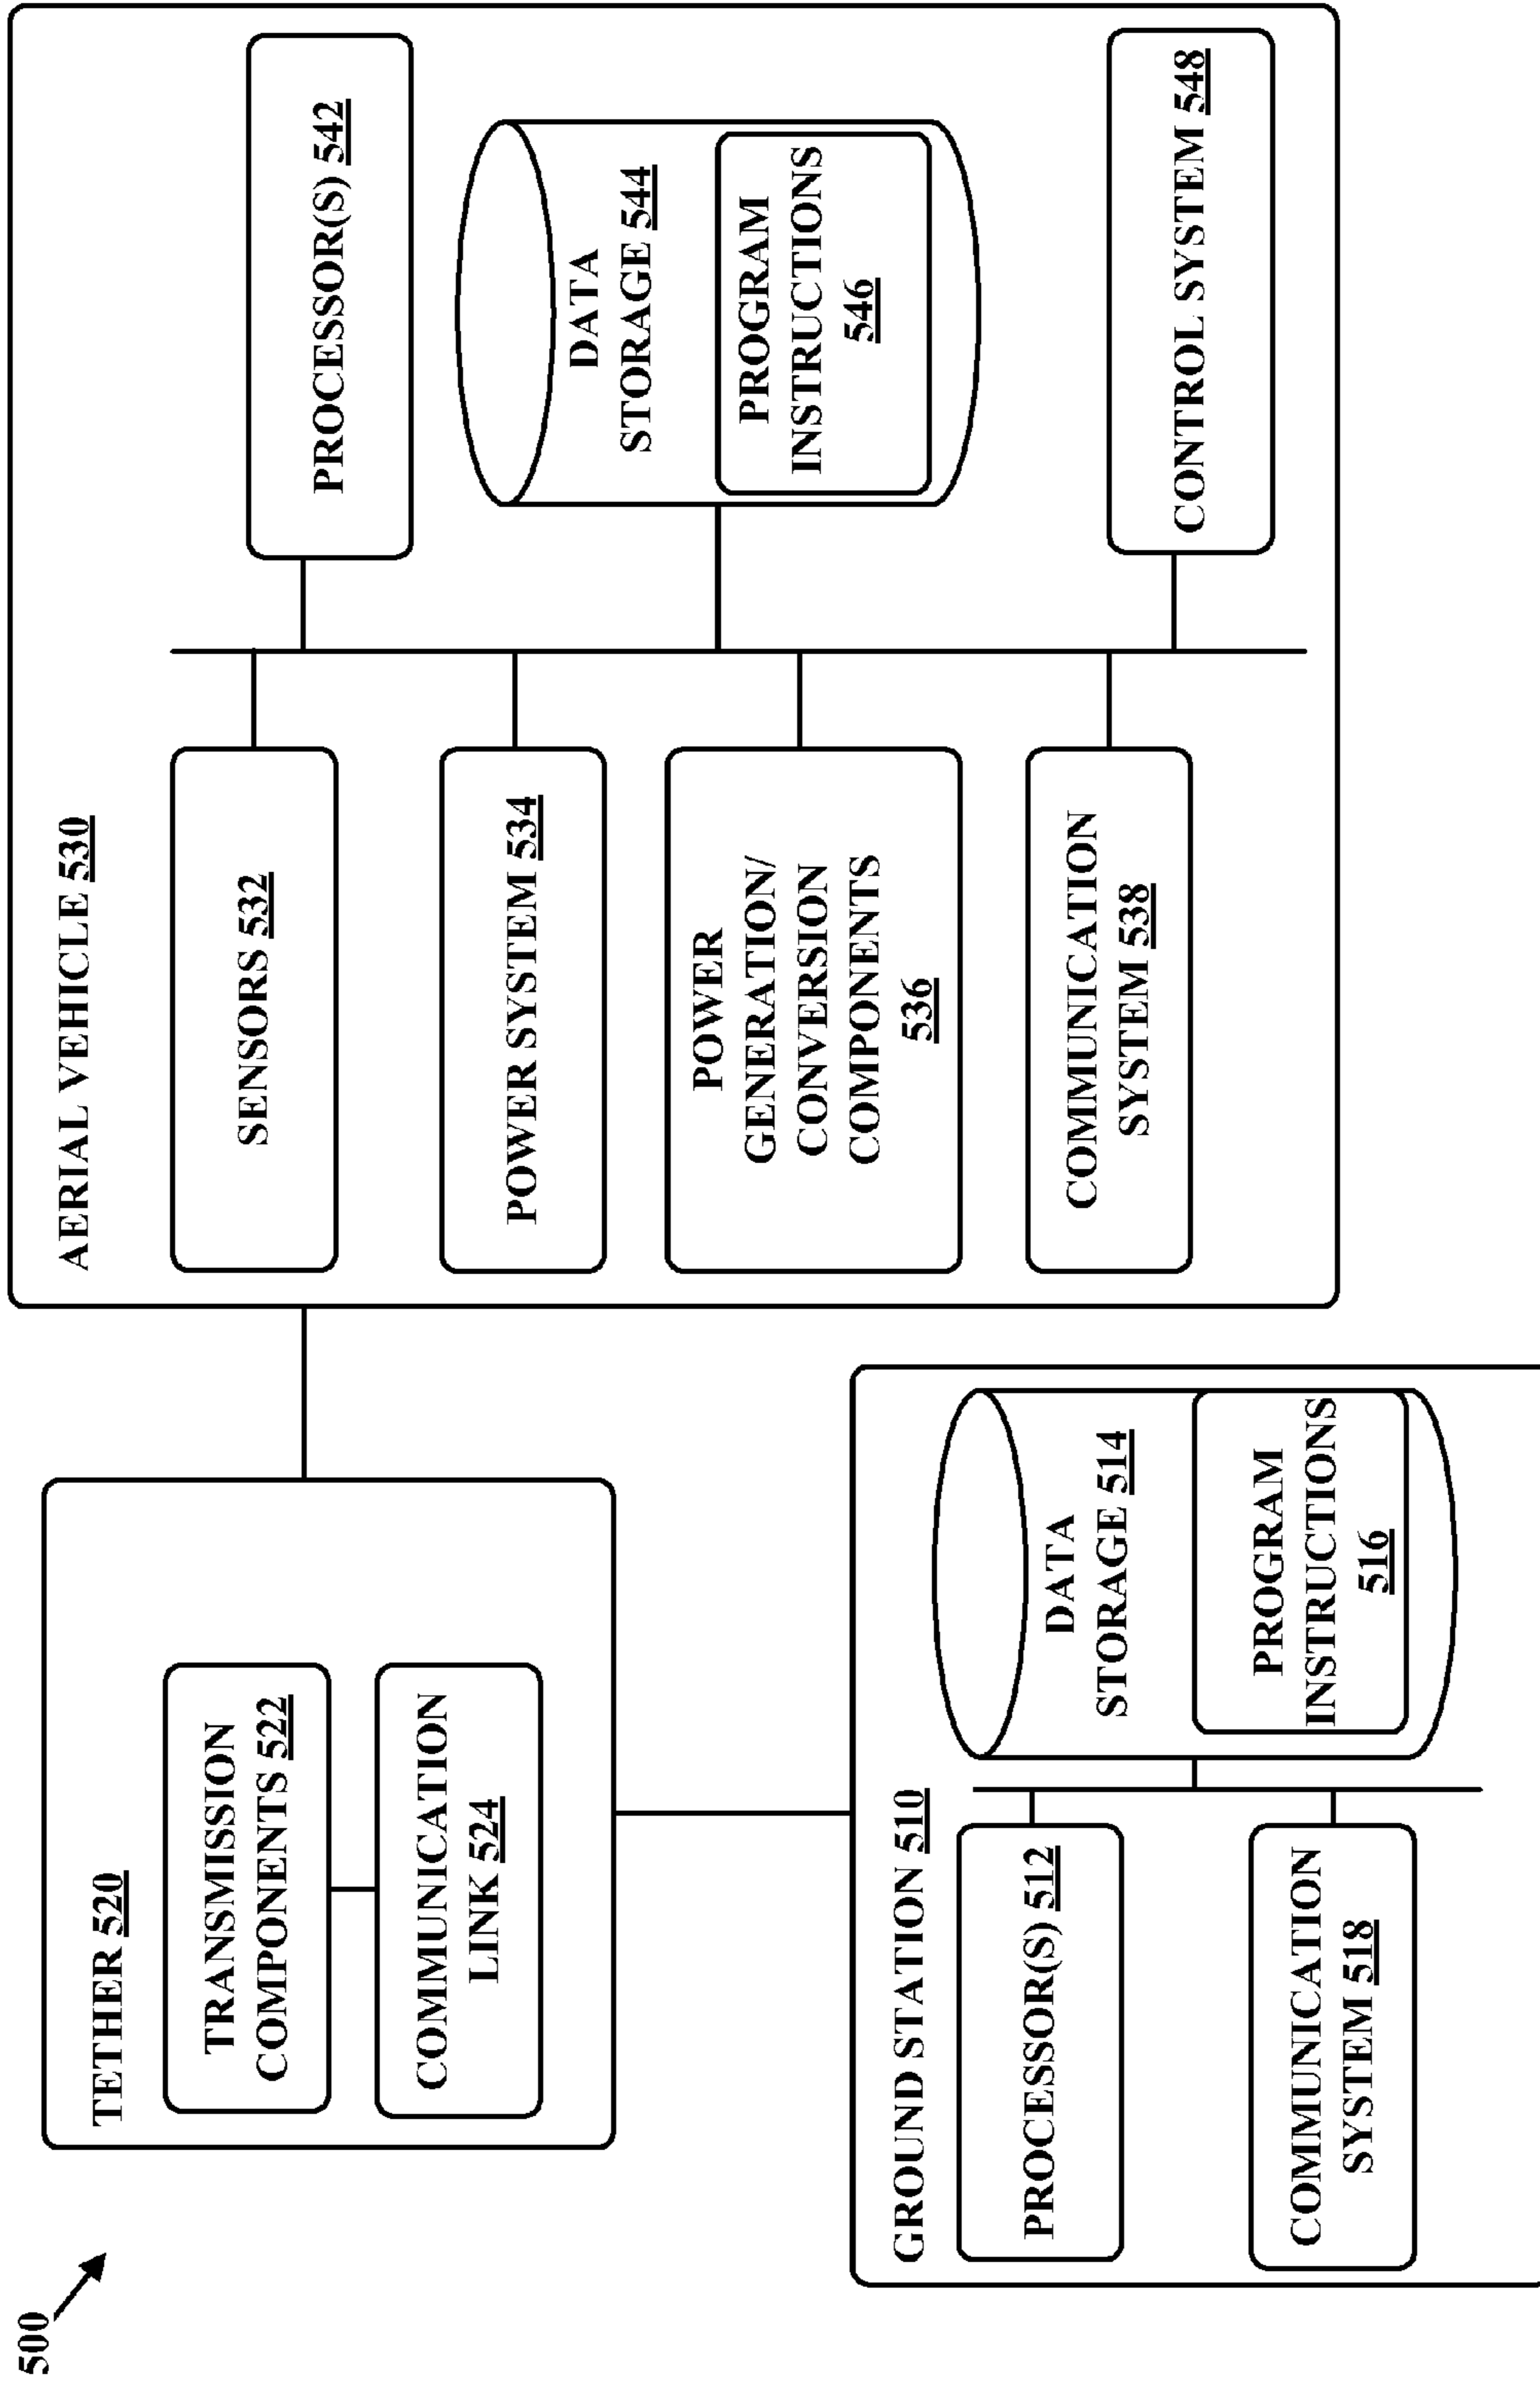 500
TETHER 520
TRANSMISSION
COMPONENTS 522
COMMUNICATION
LINK 524
GROUND STATION 510
PROCESSOR(S) 512
COMMUNICATION
SYSTEM 518
DATA
STORAGE 514
PROGRAM
INSTRUCTIONS
516
AERIAL VEHICLE 530
SENSORS 532
POWER SYSTEM 534
POWER
GENERATION/
CONVERSION
COMPONENTS
536
COMMUNICATION
SYSTEM 538
PROCESSOR(S) 542
DATA
STORAGE 544
PROGRAM
INSTRUCTIONS
546
CONTROL SYSTEM 548